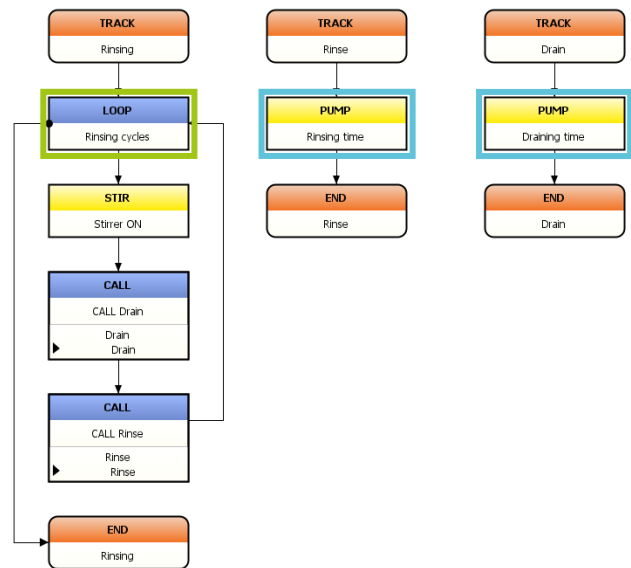 TRACK
Rinsing
LOOP
Rinsing cycles
STIR
Stirrer ON
CALL
CALL Drain
Drain
Drain
CALL
CALL Rinse
Rinse
Rinse
END
Rinsing
TRACK
Rinse
PUMP
Rinsing time
END
Rinse
TRACK
Drain
PUMP
Draining time
END
Drain